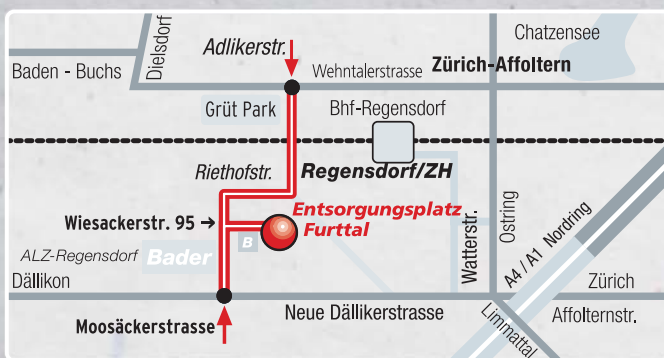 Chatzensee
Dielsdorf
Adlikerstr.
Baden - Buchs
Wehntalerstrasse
Zürich-Affoltern
Grüt Park
Bhf-Regensdorf
Riethofstr.
Regensdorf/ZH
Entsorgungsplatz
Furttal
Wiesackerstr. 95 →
B
ALZ-Regensdorf
Bader
Watterstr.
Ostring
A4 / A1 Nordring
Dällikon
Zürich
Neue Dällikerstrasse
Affolternstr.
Moosäckerstrasse
Limmattal